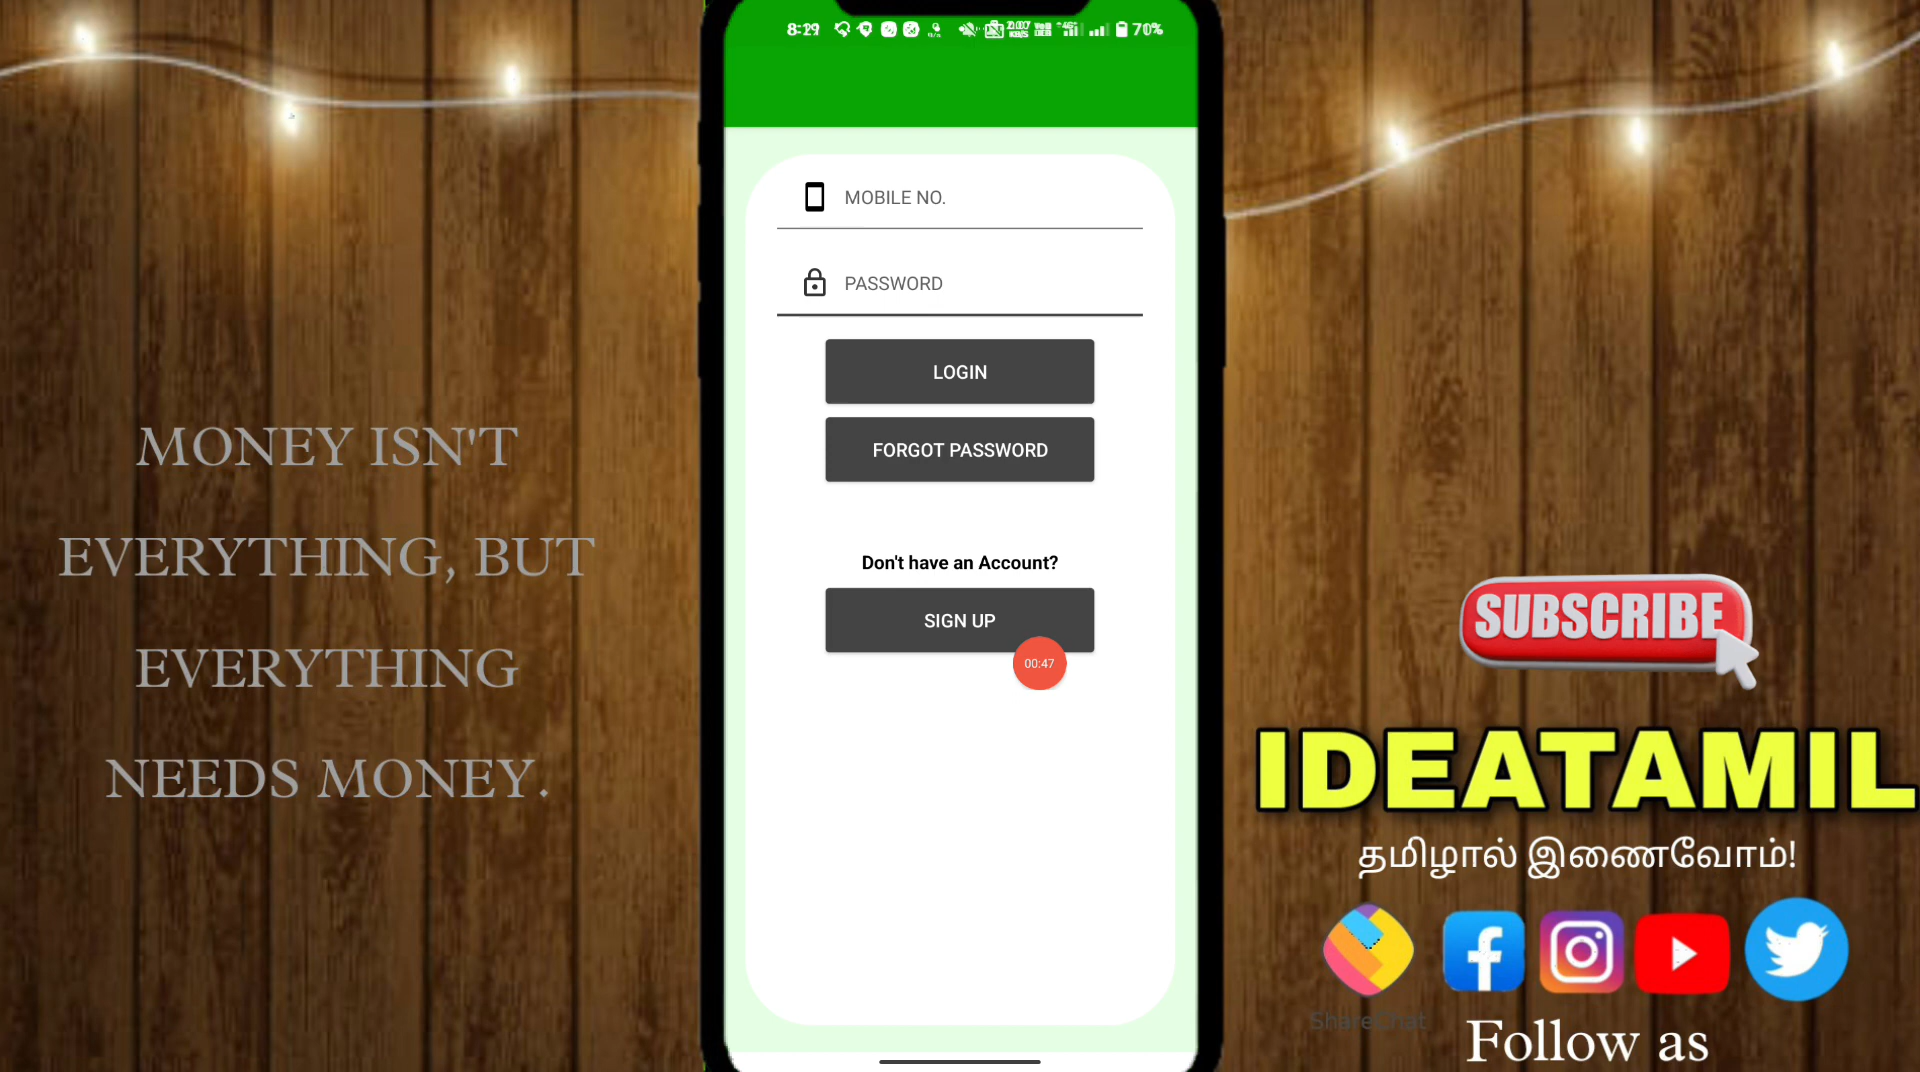 8:29
70%
MOBILE NO.
PASSWORD
LOGIN
FORGOT PASSWORD
Don't have an Account?
SIGN UP
00:47
MONEY ISN'T
EVERYTHING, BUT
EVERYTHING
NEEDS MONEY.
SUBSCRIBE
IDEATAMIL
தமிழால் இணைவோம்!
ShareChat
Follow as